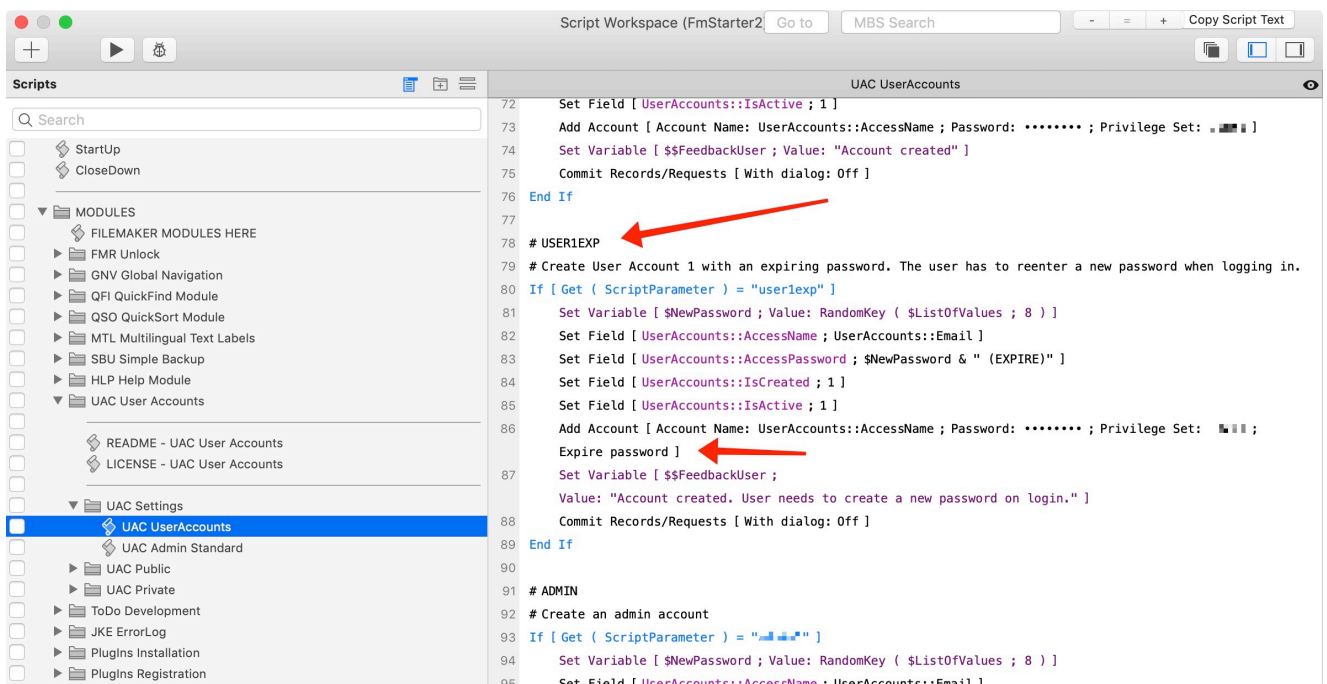 Script Workspace (FmStarter2
Go to
MBS Search
- = +
Copy Script Text
Scripts
UAC UserAccounts
Search
StartUp
CloseDown
MODULES
FILEMAKER MODULES HERE
FMR Unlock
GNV Global Navigation
QFI QuickFind Module
QSO QuickSort Module
MTL Multilingual Text Labels
SBU Simple Backup
HLP Help Module
UAC User Accounts
README - UAC User Accounts
LICENSE - UAC User Accounts
UAC Settings
UAC UserAccounts
UAC Admin Standard
UAC Public
UAC Private
ToDo Development
JKE ErrorLog
PlugIns Installation
PlugIns Registration
72 Set Field [ UserAccounts::IsActive ; 1 ]
73 Add Account [ Account Name: UserAccounts::AccessName ; Password: •••••••• ; Privilege Set: ]
74 Set Variable [ $$FeedbackUser ; Value: "Account created" ]
75 Commit Records/Requests [ With dialog: Off ]
76 End If
77
78 # USER1EXP
79 # Create User Account 1 with an expiring password. The user has to reenter a new password when logging in.
80 If [ Get ( ScriptParameter ) = "user1exp" ]
81 Set Variable [ $NewPassword ; Value: RandomKey ( $ListOfValues ; 8 ) ]
82 Set Field [ UserAccounts::AccessName ; UserAccounts::Email ]
83 Set Field [ UserAccounts::AccessPassword ; $NewPassword & " (EXPIRE)" ]
84 Set Field [ UserAccounts::IsCreated ; 1 ]
85 Set Field [ UserAccounts::IsActive ; 1 ]
86 Add Account [ Account Name: UserAccounts::AccessName ; Password: •••••••• ; Privilege Set: ;
Expire password ]
87 Set Variable [ $$FeedbackUser ;
Value: "Account created. User needs to create a new password on login." ]
88 Commit Records/Requests [ With dialog: Off ]
89 End If
90
91 # ADMIN
92 # Create an admin account
93 If [ Get ( ScriptParameter ) = " " ]
94 Set Variable [ $NewPassword ; Value: RandomKey ( $ListOfValues ; 8 ) ]
95 Set Field [ UserAccounts::AccessName ; UserAccounts::Email ]